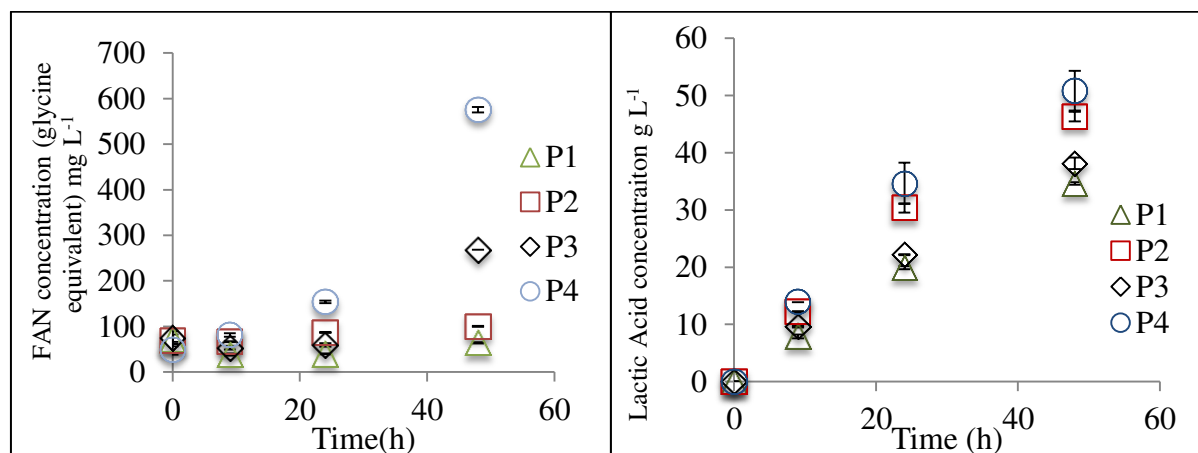 FAN concentration (glycine
equivalent) mg L-1
700
600
500
400
300
200
100
0
0
20
40
60
Time(h)
P1
P2
P3
P4
Lactic Acid concentraiton g L-1
60
50
40
30
20
10
0
0
20
40
60
Time (h)
P1
P2
P3
P4